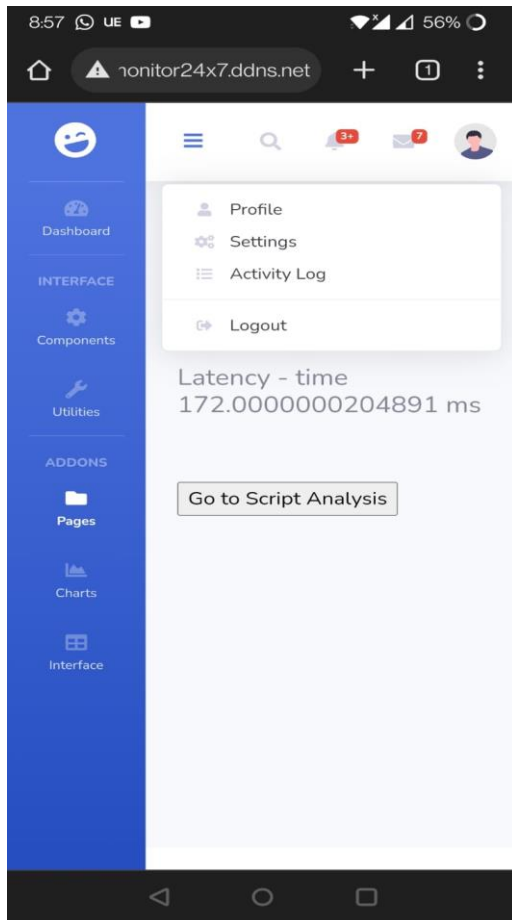 8:57 UE 56%
nonitor24x7.ddns.net 1
3+ 7
Dashboard
INTERFACE
Components
Utilities
ADDONS
Pages
Charts
Interface
Profile
Settings
Activity Log
Logout
Latency - time
172.0000000204891 ms
Go to Script Analysis